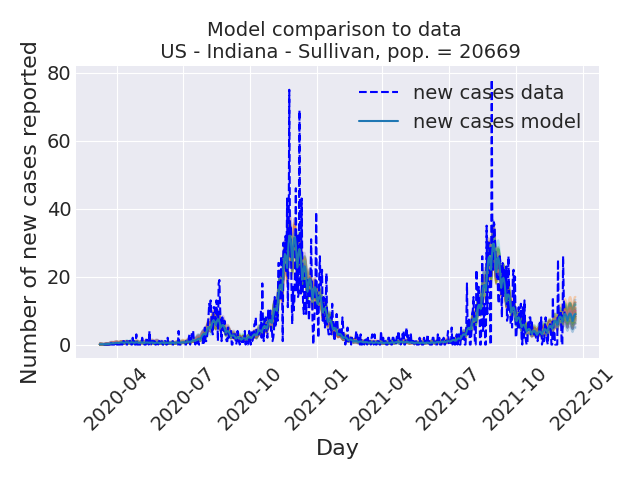 Model comparison to data
US - Indiana - Sullivan, pop. = 20669
Number of new cases reported
80
60
40
20
0
new cases data
new cases model
2020-04
2020-07
2020-10
2021-01
2021-04
2021-07
2021-10
2022-01
Day